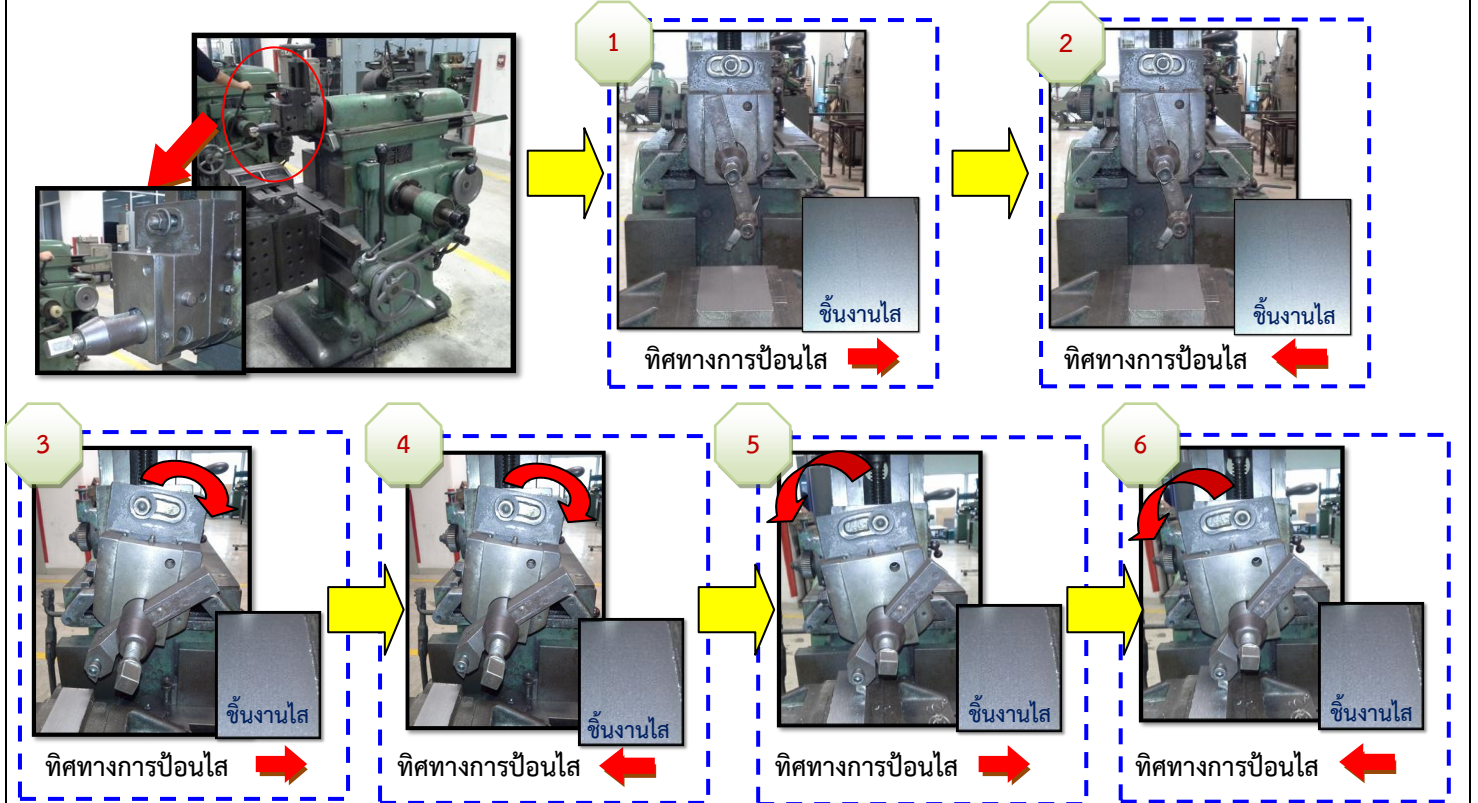 1
ชิ้นงานไส
ทิศทางการป้อนไส
2
ชิ้นงานไส
ทิศทางการป้อนไส
3
ชิ้นงานไส
ทิศทางการป้อนไส
4
ชิ้นงานไส
ทิศทางการป้อนไส
5
ชิ้นงานไส
ทิศทางการป้อนไส
6
ชิ้นงานไส
ทิศทางการป้อนไส